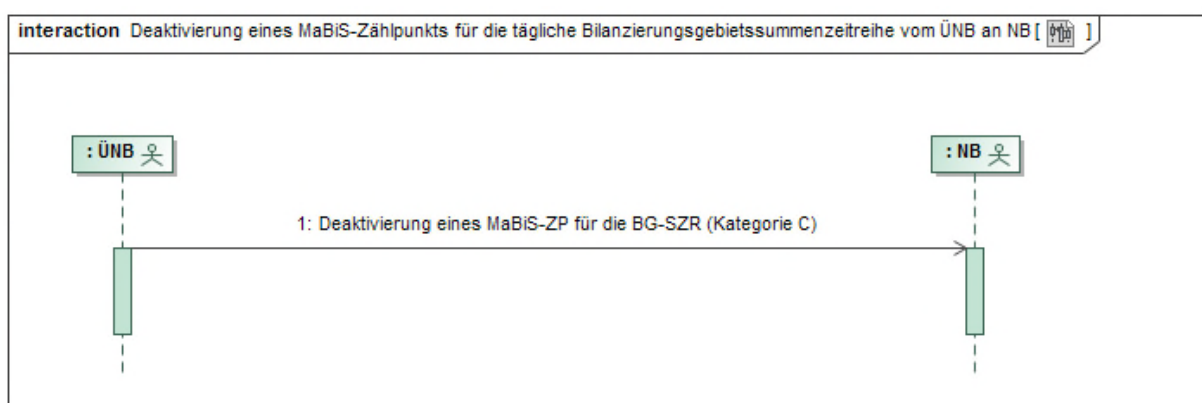 interaction Deaktivierung eines MaBiS-Zählpunkts für die tägliche Bilanzierungsgebietssummenzeitreihe vom ÜNB an NB [ ]
: ÜNB
: NB
1: Deaktivierung eines MaBiS-ZP für die BG-SZR (Kategorie C)